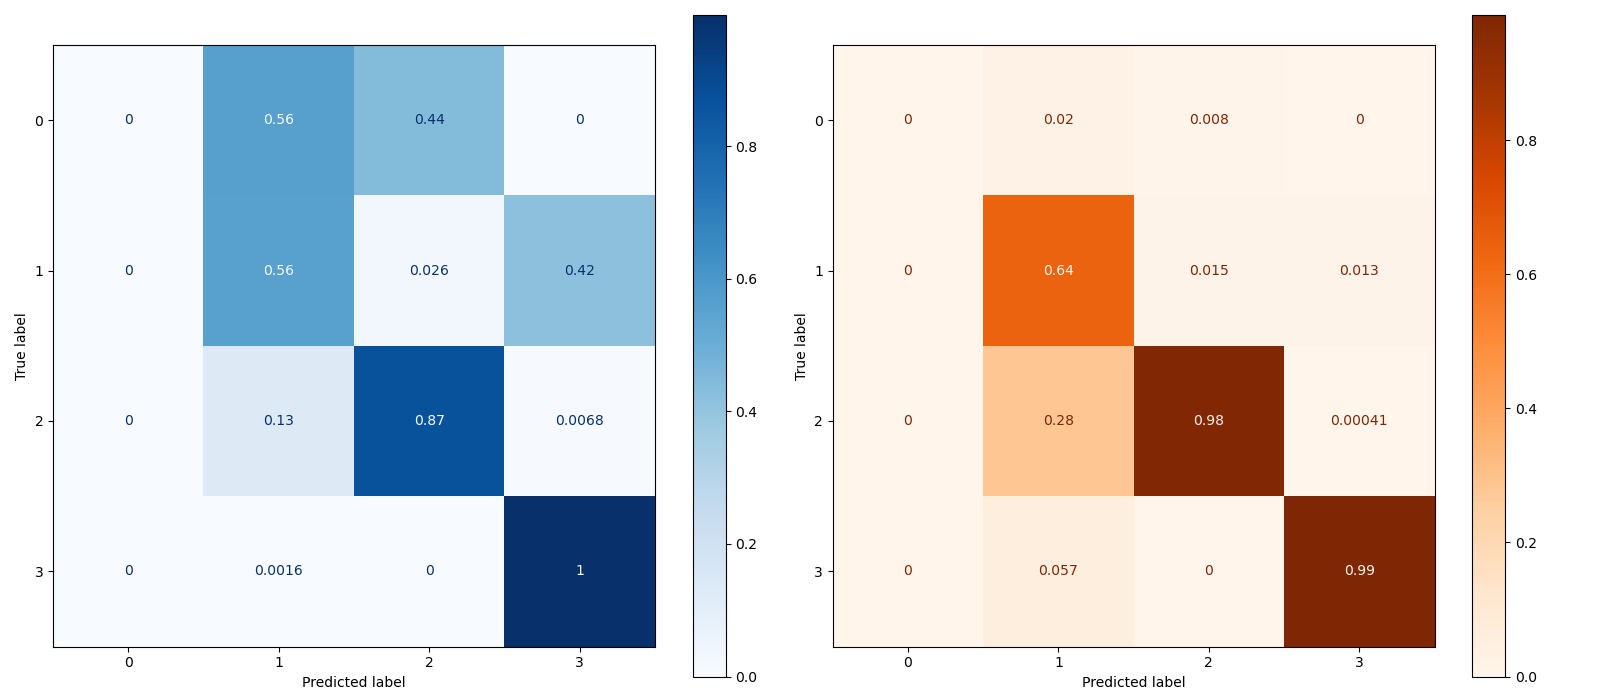 0 0 0.56 0.44 0
1 0 0.56 0.026 0.42
2 0 0.13 0.87 0.0068
3 0 0.0016 0 1
0 1 2 3
True label
Predicted label
0.8
0.6
0.4
0.2
0.0
0 0 0.02 0.008 0
1 0 0.64 0.015 0.013
2 0 0.28 0.98 0.00041
3 0 0.057 0 0.99
0 1 2 3
True label
Predicted label
0.8
0.6
0.4
0.2
0.0